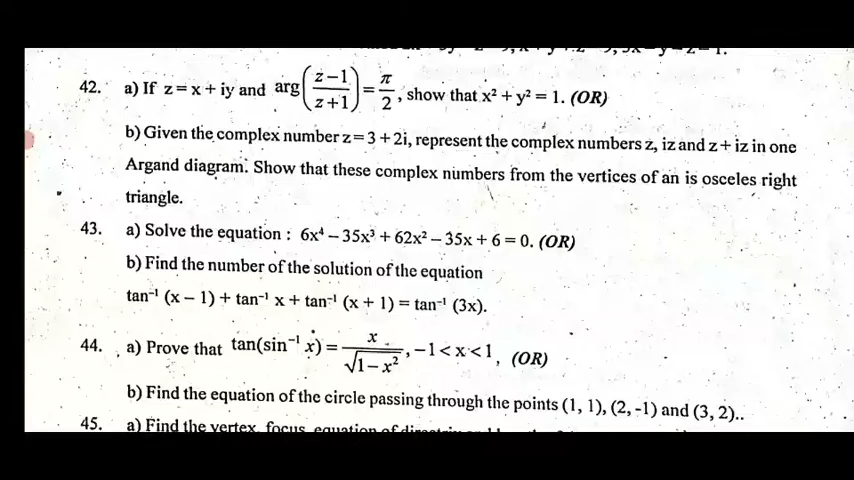 42. a) If z = x + iy and arg((z−1)/(z+1)) = π/2, show that x² + y² = 1. (OR)
b) Given the complex number z = 3 + 2i, represent the complex numbers z, iz and z + iz in one
Argand diagram. Show that these complex numbers from the vertices of an is osceles right
triangle.
43. a) Solve the equation : 6x⁴ − 35x³ + 62x² − 35x + 6 = 0. (OR)
b) Find the number of the solution of the equation
tan⁻¹ (x − 1) + tan⁻¹ x + tan⁻¹ (x + 1) = tan⁻¹ (3x).
44. a) Prove that tan(sin⁻¹ x) = x/√(1−x²), −1 < x < 1, (OR)
b) Find the equation of the circle passing through the points (1, 1), (2, -1) and (3, 2)..
45. a) Find the vertex, focus, equation of